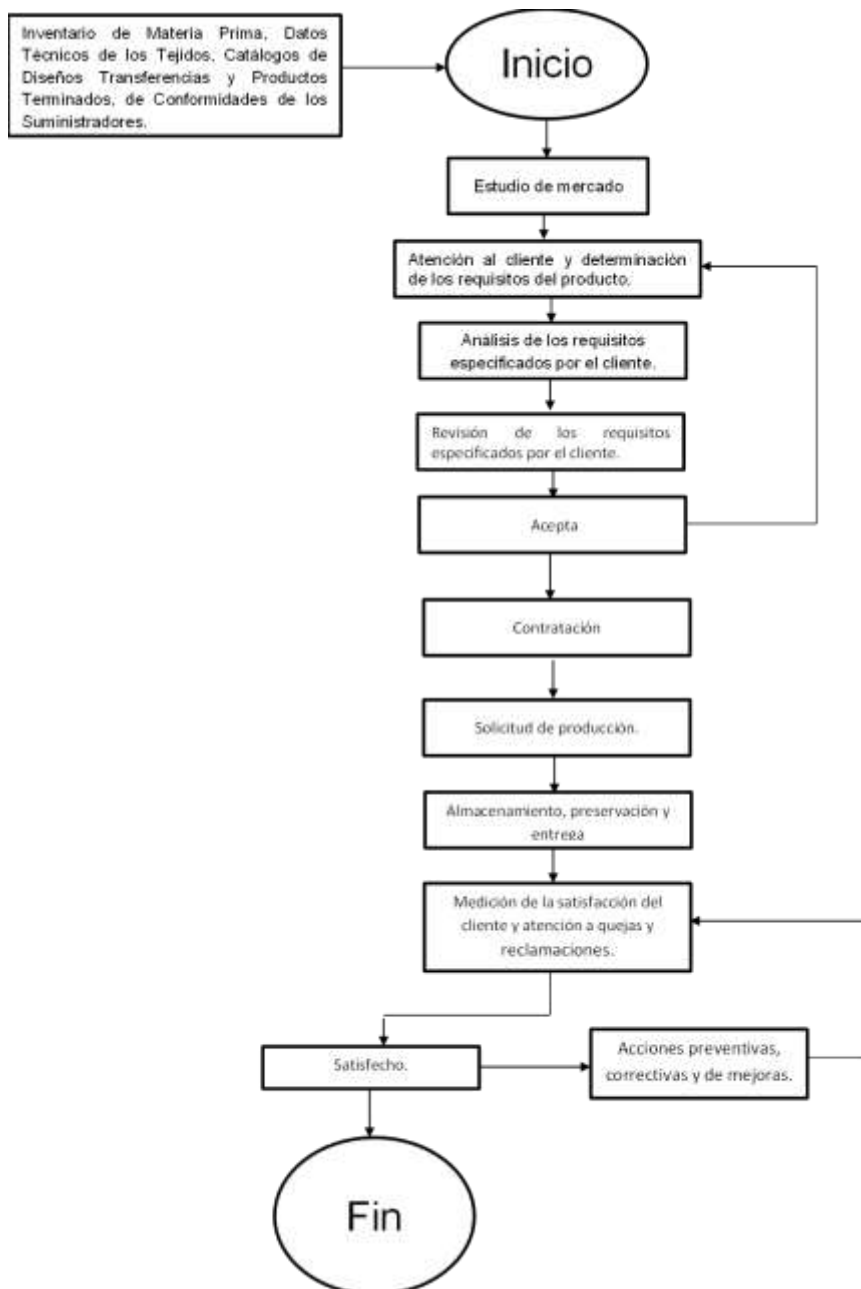 Inventario de Materia Prima, Datos
Técnicos de los Tejidos, Catálogos de
Diseños Transferencias y Productos
Terminados, de Conformidades de los
Suministradores.
Inicio
Estudio de mercado
Atención al cliente y determinación
de los requisitos del producto.
Análisis de los requisitos
especificados por el cliente.
Revisión de los requisitos
especificados por el cliente.
Acepta
Contratación
Solicitud de producción.
Almacenamiento, preservación y
entrega
Medición de la satisfacción del
cliente y atención a quejas y
reclamaciones.
Satisfecho.
Acciones preventivas,
correctivas y de mejoras.
Fin